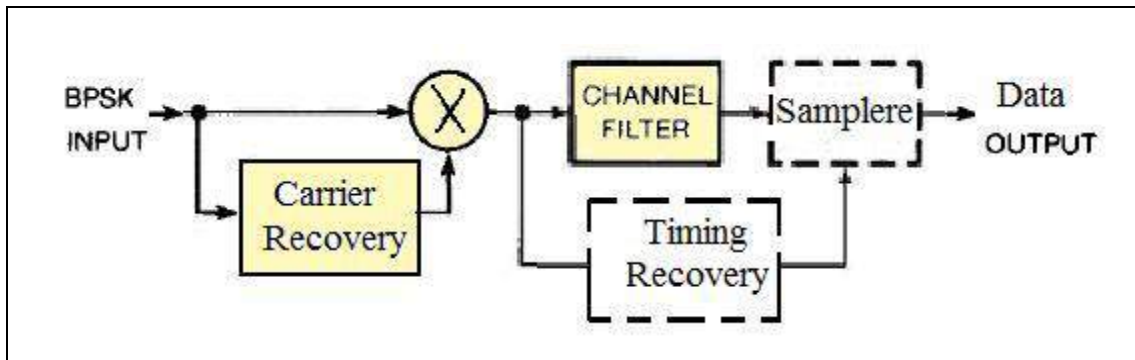 BPSK
INPUT
Carrier
Recovery
X
CHANNEL
FILTER
Timing
Recovery
Samplere
Data
OUTPUT